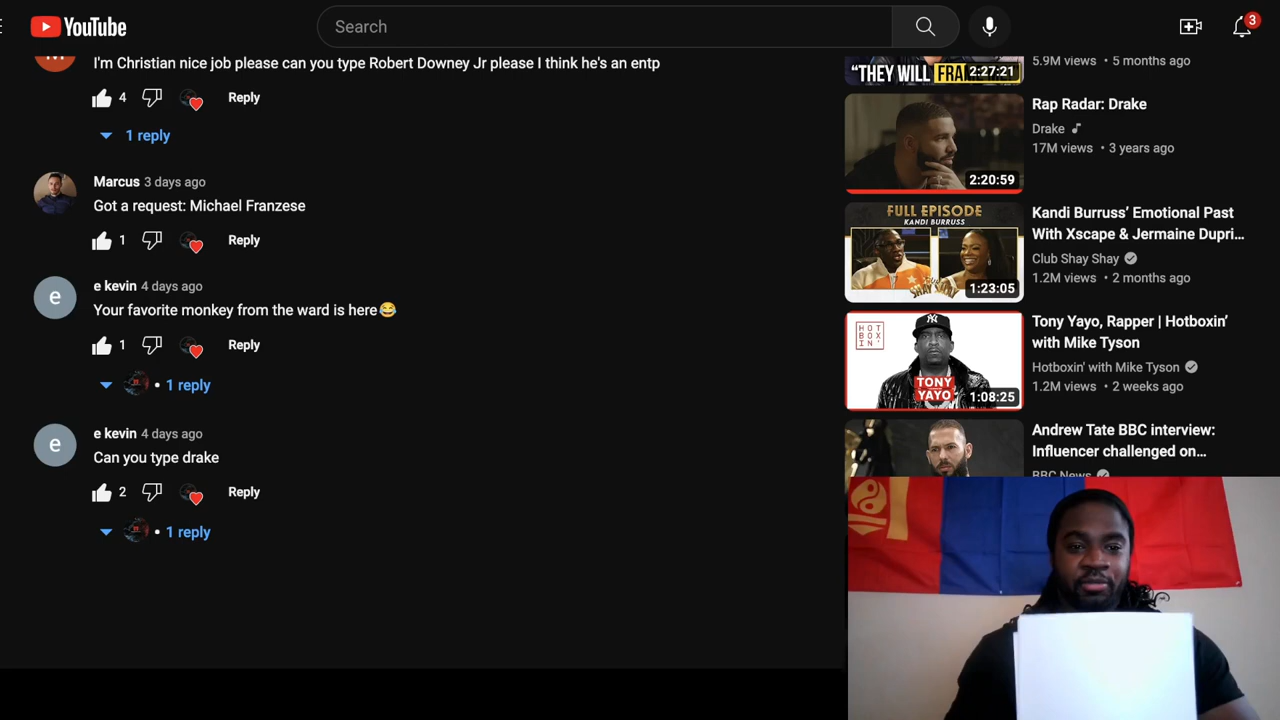 YouTube
Search
3
I'm Christian nice job please can you type Robert Downey Jr please I think he's an entp
4 Reply
1 reply
Marcus 3 days ago
Got a request: Michael Franzese
1 Reply
e
e kevin 4 days ago
Your favorite monkey from the ward is here😂
1 Reply
• 1 reply
e
e kevin 4 days ago
Can you type drake
2 Reply
• 1 reply
"THEY WILL
2:27:21
5.9M views • 5 months ago
2:20:59
Rap Radar: Drake
Drake
17M views • 3 years ago
FULL EPISODE
KANDI BURRUSS
1:23:05
Kandi Burruss' Emotional Past
With Xscape & Jermaine Dupri...
Club Shay Shay
1.2M views • 2 months ago
HOT
BOX
IN'
TONY
YAYO
1:08:25
Tony Yayo, Rapper | Hotboxin'
with Mike Tyson
Hotboxin' with Mike Tyson
1.2M views • 2 weeks ago
Andrew Tate BBC interview:
Influencer challenged on...
BBC News